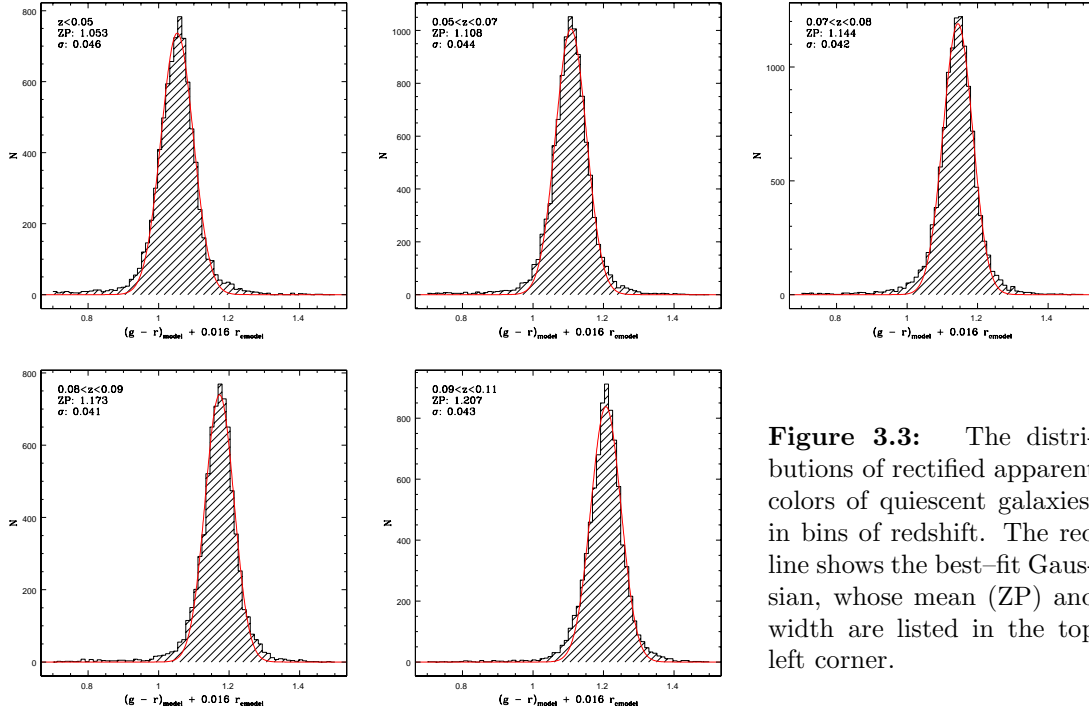 z<0.05
ZP: 1.053
σ: 0.046
800
600
400
200
0
N
0.8
1
1.2
1.4
(g − r)model + 0.016 rcmodel
0.05<z<0.07
ZP: 1.108
σ: 0.044
1000
800
600
400
200
0
N
0.8
1
1.2
1.4
(g − r)model + 0.016 rcmodel
0.07<z<0.08
ZP: 1.144
σ: 0.042
1000
500
0
N
0.8
1
1.2
1.4
(g − r)model + 0.016 rcmodel
0.08<z<0.09
ZP: 1.173
σ: 0.041
800
600
400
200
0
N
0.8
1
1.2
1.4
(g − r)model + 0.016 rcmodel
0.09<z<0.11
ZP: 1.207
σ: 0.043
800
600
400
200
0
N
0.8
1
1.2
1.4
(g − r)model + 0.016 rcmodel
Figure 3.3: The distri-
butions of rectified apparent
colors of quiescent galaxies,
in bins of redshift. The red
line shows the best–fit Gaus-
sian, whose mean (ZP) and
width are listed in the top
left corner.